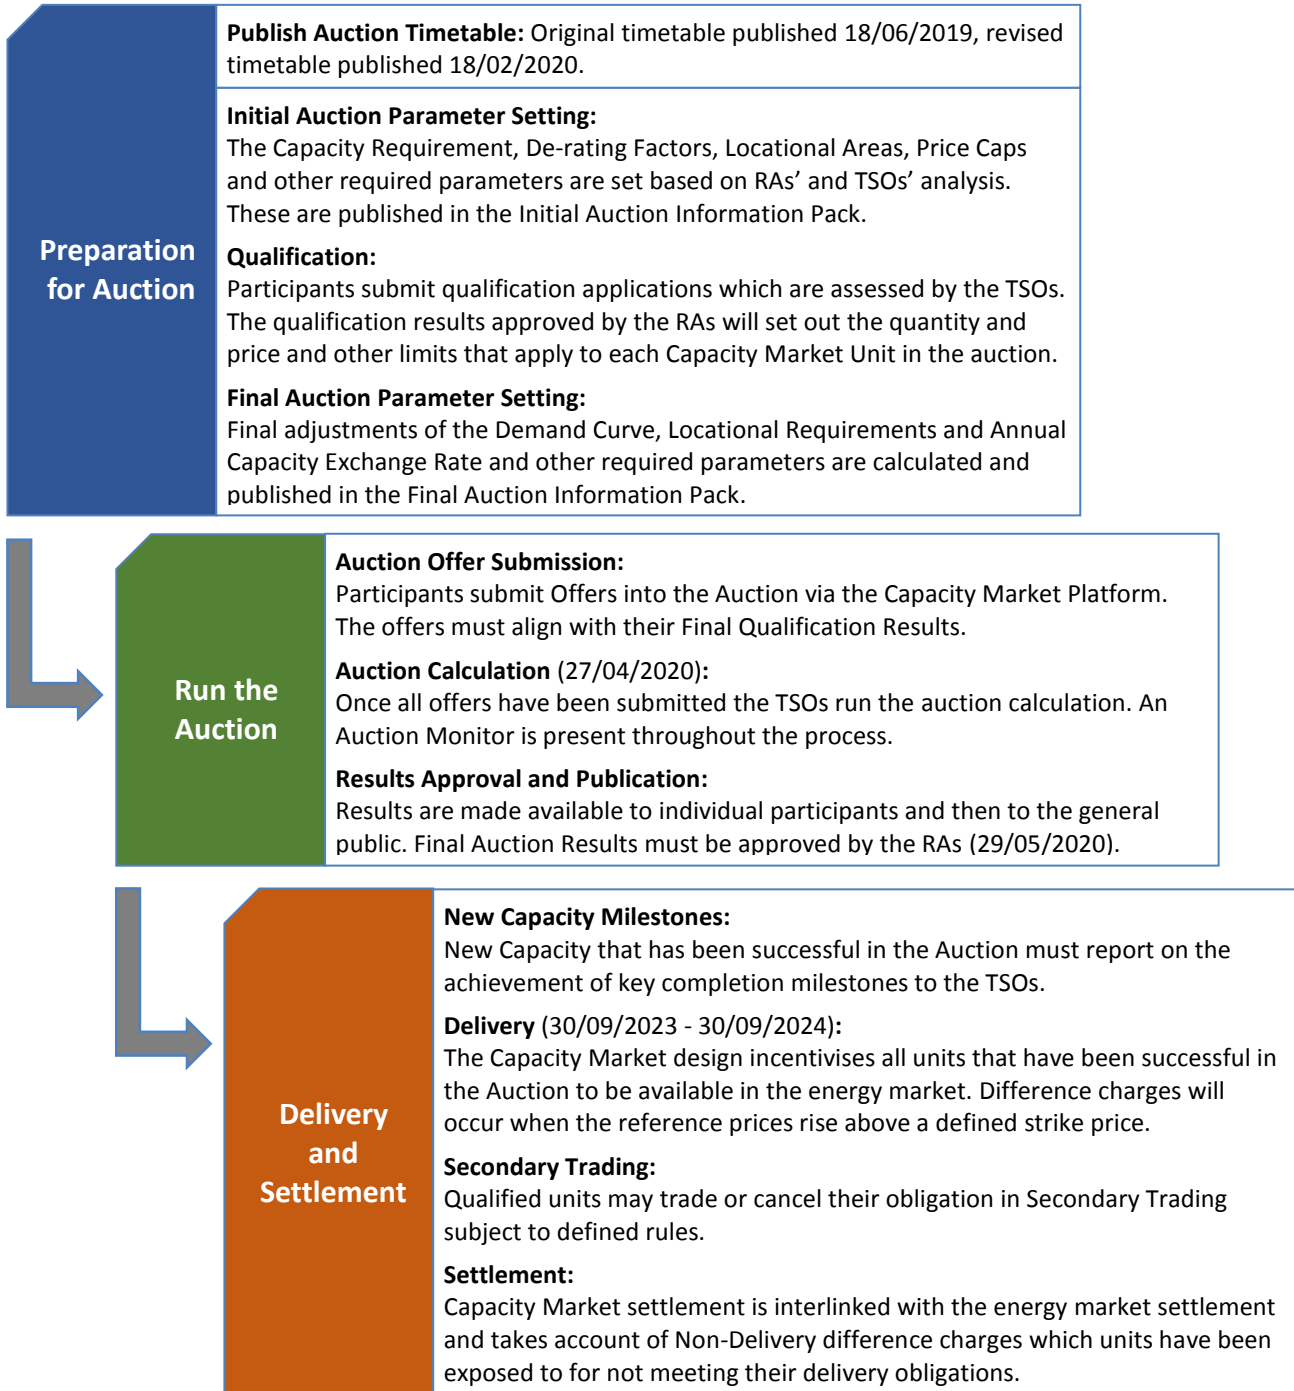 Publish Auction Timetable: Original timetable published 18/06/2019, revised
timetable published 18/02/2020.
Preparation
for Auction
Initial Auction Parameter Setting:
The Capacity Requirement, De-rating Factors, Locational Areas, Price Caps
and other required parameters are set based on RAs’ and TSOs’ analysis.
These are published in the Initial Auction Information Pack.
Qualification:
Participants submit qualification applications which are assessed by the TSOs.
The qualification results approved by the RAs will set out the quantity and
price and other limits that apply to each Capacity Market Unit in the auction.
Final Auction Parameter Setting:
Final adjustments of the Demand Curve, Locational Requirements and Annual
Capacity Exchange Rate and other required parameters are calculated and
published in the Final Auction Information Pack.
Run the
Auction
Auction Offer Submission:
Participants submit Offers into the Auction via the Capacity Market Platform.
The offers must align with their Final Qualification Results.
Auction Calculation (27/04/2020):
Once all offers have been submitted the TSOs run the auction calculation. An
Auction Monitor is present throughout the process.
Results Approval and Publication:
Results are made available to individual participants and then to the general
public. Final Auction Results must be approved by the RAs (29/05/2020).
Delivery
and
Settlement
New Capacity Milestones:
New Capacity that has been successful in the Auction must report on the
achievement of key completion milestones to the TSOs.
Delivery (30/09/2023 - 30/09/2024):
The Capacity Market design incentivises all units that have been successful in
the Auction to be available in the energy market. Difference charges will
occur when the reference prices rise above a defined strike price.
Secondary Trading:
Qualified units may trade or cancel their obligation in Secondary Trading
subject to defined rules.
Settlement:
Capacity Market settlement is interlinked with the energy market settlement
and takes account of Non-Delivery difference charges which units have been
exposed to for not meeting their delivery obligations.